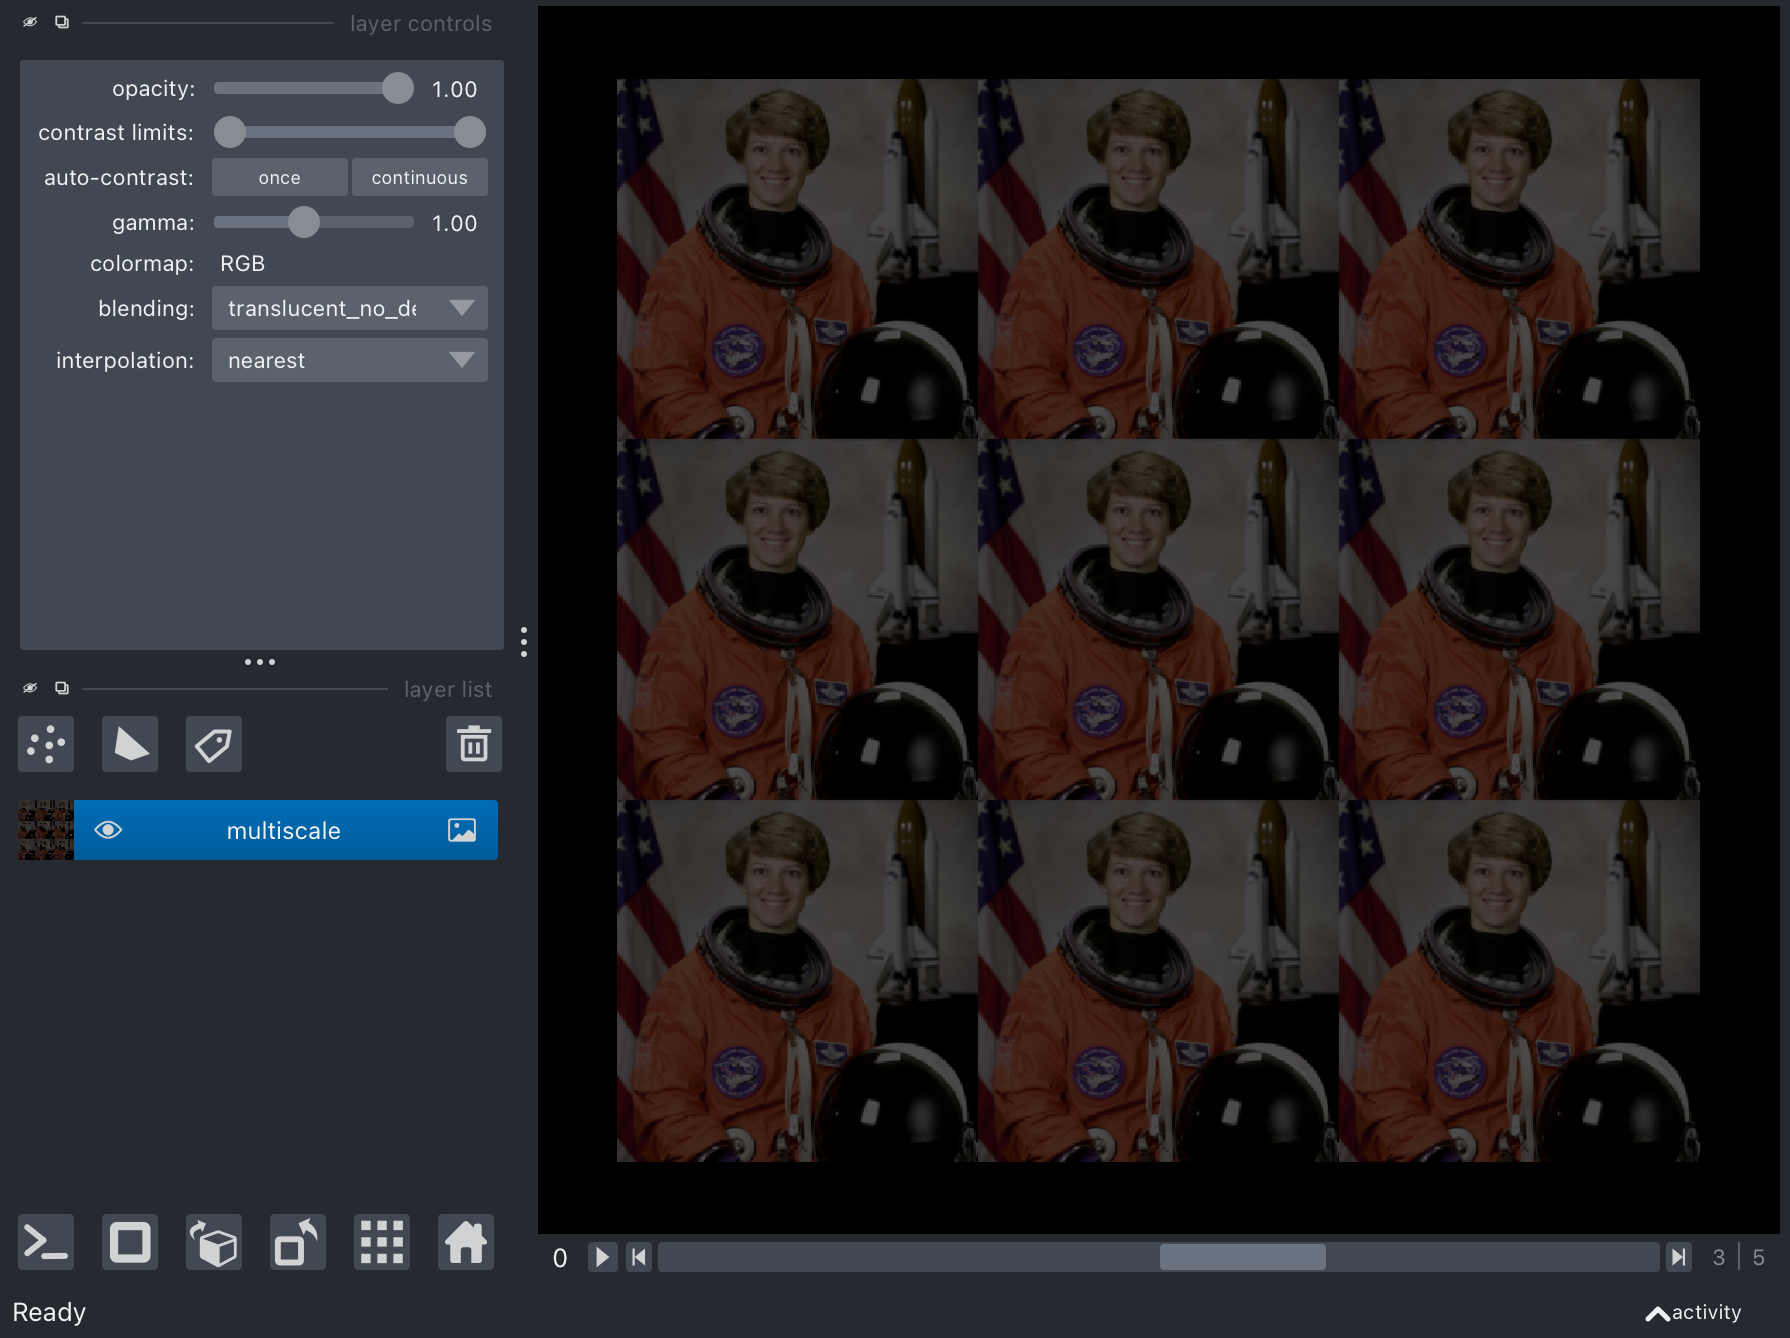 layer controls
opacity: 1.00
contrast limits:
auto-contrast: once continuous
gamma: 1.00
colormap: RGB
blending: translucent_no_de
interpolation: nearest
layer list
multiscale
0 3 | 5
Ready
activity